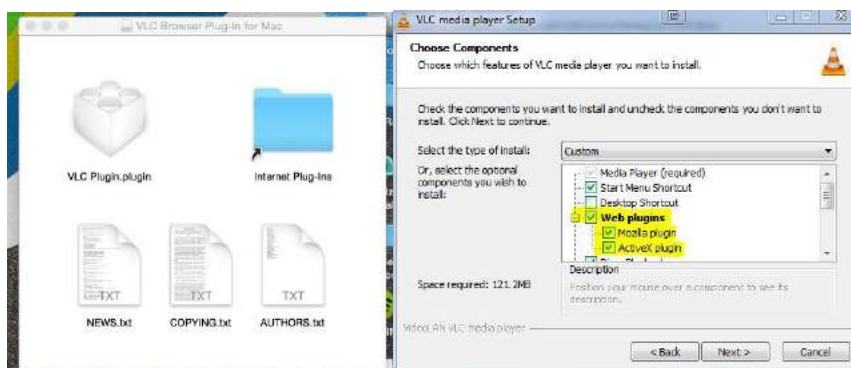 VLC Browser Plug-In for Mac
VLC Plugin.plugin
Internet Plug-Ins
TXT
TXT
TXT
NEWS.txt
COPYING.txt
AUTHORS.txt
VLC media player Setup
Choose Components
Choose which features of VLC media player you want to install.
Check the components you want to install and uncheck the components you don't want to
install. Click Next to continue.
Select the type of install:
Custom
Or, select the optional
components you wish to
install:
Media Player (required)
Start Menu Shortcut
Desktop Shortcut
Web plugins
Mozilla plugin
ActiveX plugin
Space required: 121.2MB
Description
Position your mouse over a component to see its
description.
VideoLAN VLC media player
< Back
Next >
Cancel